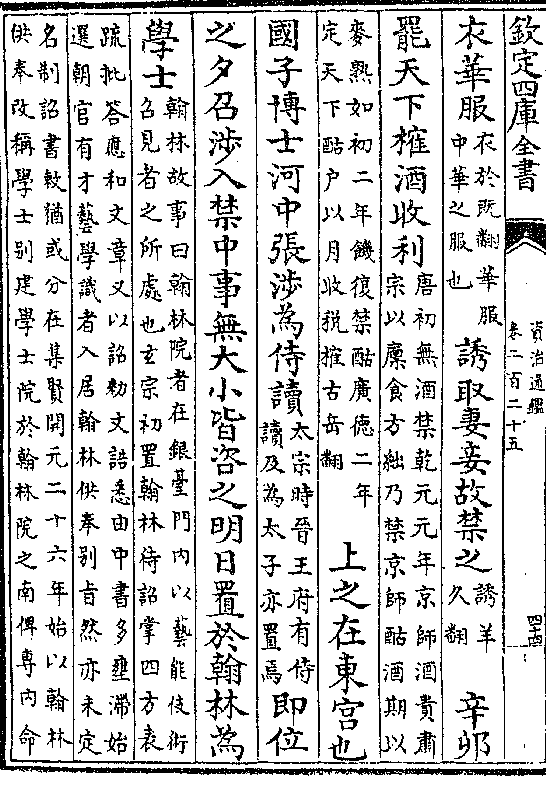 欽定四庫全書
資治通鑑
卷二百二十五
四十四
衣華服
衣於既翻華服
中華之服也
誘取妻妾故禁之
誘羊
久翻
辛卯
罷天下榷酒收利
唐初無酒禁乾元元年京師酒貴肅
宗以廩食方絀乃禁京師酤酒期以
麥熟如初二年饑復禁酤廣徳二年
定天下酤户以月收税搉古岳翻
上之在東宫也
國子博士河中張渉為侍讀
太宗時晉王府有侍
讀及為太子亦置焉
即位
之夕召渉入禁中事無大小皆咨之明日置於翰林為
學士
翰林故事曰翰林院者在銀臺門内以藝能伎術
召見者之所處也玄宗初置翰林待詔掌四方表
疏批答應和文章又以詔勅文誥悉由中書多壅滯始
選朝官有才藝學識者入居翰林供奉别㫖然亦未定
名制詔書敕猶或分在集賢開元二十六年始以翰林
供奉改稱學士别建學士院於翰林院之南俾専内命